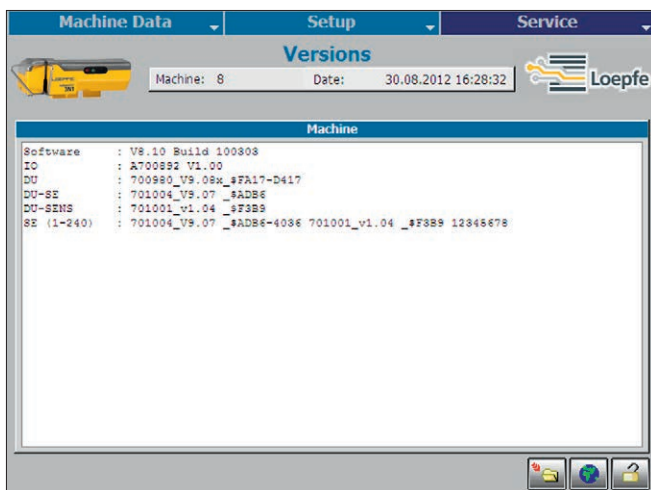 Machine Data Setup Service
Versions
Machine: 8 Date: 30.08.2012 16:28:32
Loepfe
Machine
Software : V8.10 Build 100303
IO : A700892 V1.00
DU : 700980_V9.08x_$FA17-D417
DU-SE : 701004_V9.07 _$ADB6
DU-SENS : 701001_v1.04 _$F3B9
SE (1-240) : 701004_V9.07 _$ADB6-4036 701001_v1.04 _$F3B9 12345678